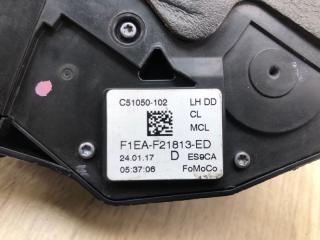 C51050-102 LH DD
CL
MCL
F1EA-F21813-ED
24.01.17 D ES9CA
05:37:06 FoMoCo